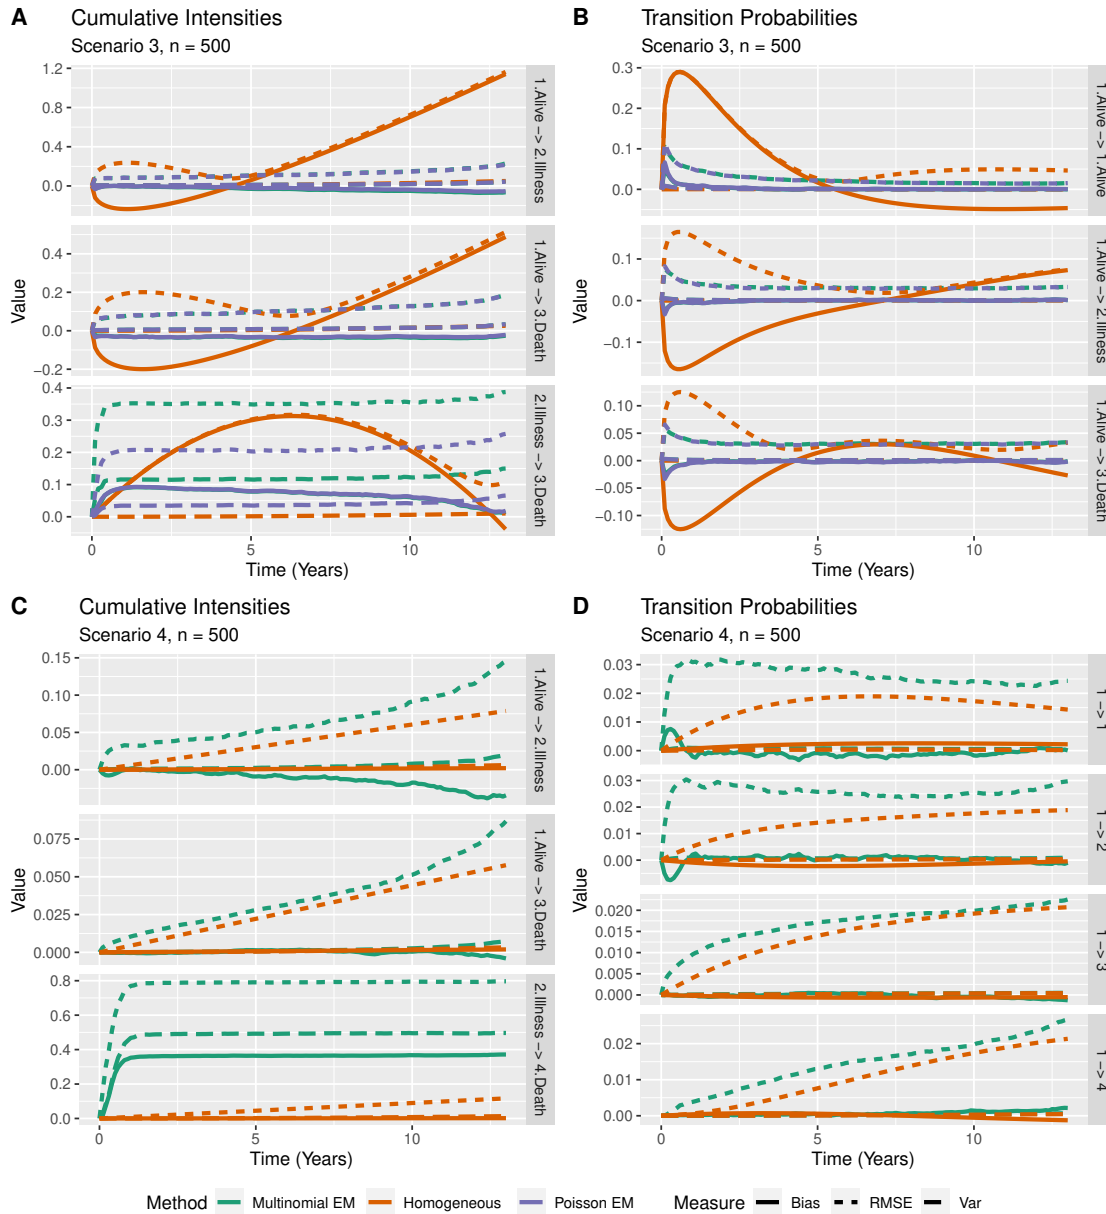 A
Cumulative Intensities
Scenario 3, n = 500
1.2
0.8
0.4
0.0
1.Alive −> 2.Illness
0.4
0.2
0.0
−0.2
1.Alive −> 3.Death
0.4
0.3
0.2
0.1
0.0
2.Illness −> 3.Death
0
5
10
Time (Years)
Value
B
Transition Probabilities
Scenario 3, n = 500
0.3
0.2
0.1
0.0
1.Alive −> 1.Alive
0.1
0.0
−0.1
1.Alive −> 2.Illness
0.10
0.05
0.00
−0.05
−0.10
1.Alive −> 3.Death
0
5
10
Time (Years)
Value
C
Cumulative Intensities
Scenario 4, n = 500
0.15
0.10
0.05
0.00
1.Alive −> 2.Illness
0.075
0.050
0.025
0.000
1.Alive −> 3.Death
0.8
0.6
0.4
0.2
0.0
2.Illness −> 4.Death
0
5
10
Time (Years)
Value
D
Transition Probabilities
Scenario 4, n = 500
0.03
0.02
0.01
0.00
1 −> 1
0.03
0.02
0.01
0.00
1 −> 2
0.020
0.015
0.010
0.005
0.000
1 −> 3
0.02
0.01
0.00
1 −> 4
0
5
10
Time (Years)
Value
Method Multinomial EM Homogeneous Poisson EM Measure Bias RMSE Var